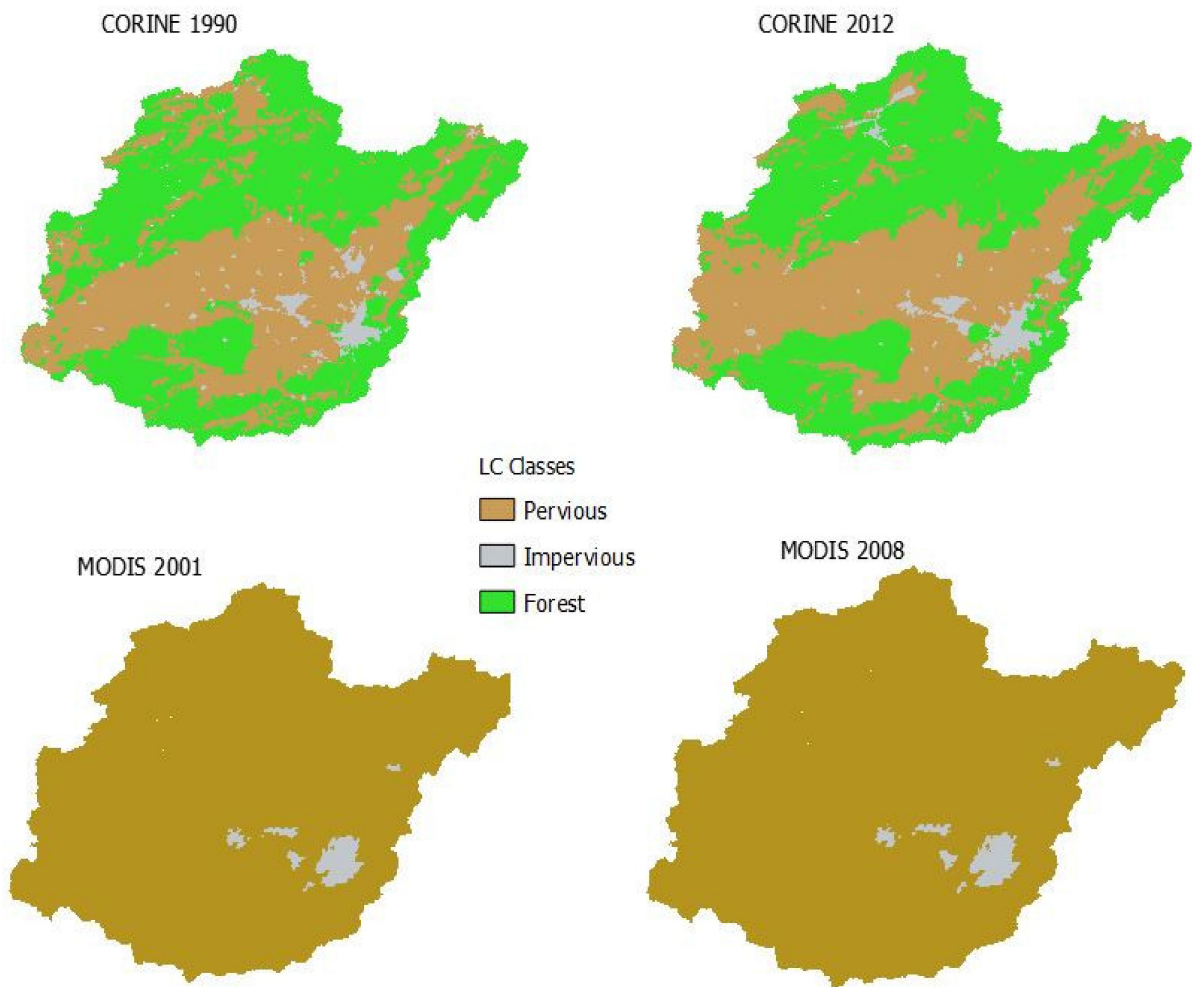 CORINE 1990
CORINE 2012
LC Classes
Pervious
Impervious
Forest
MODIS 2001
MODIS 2008